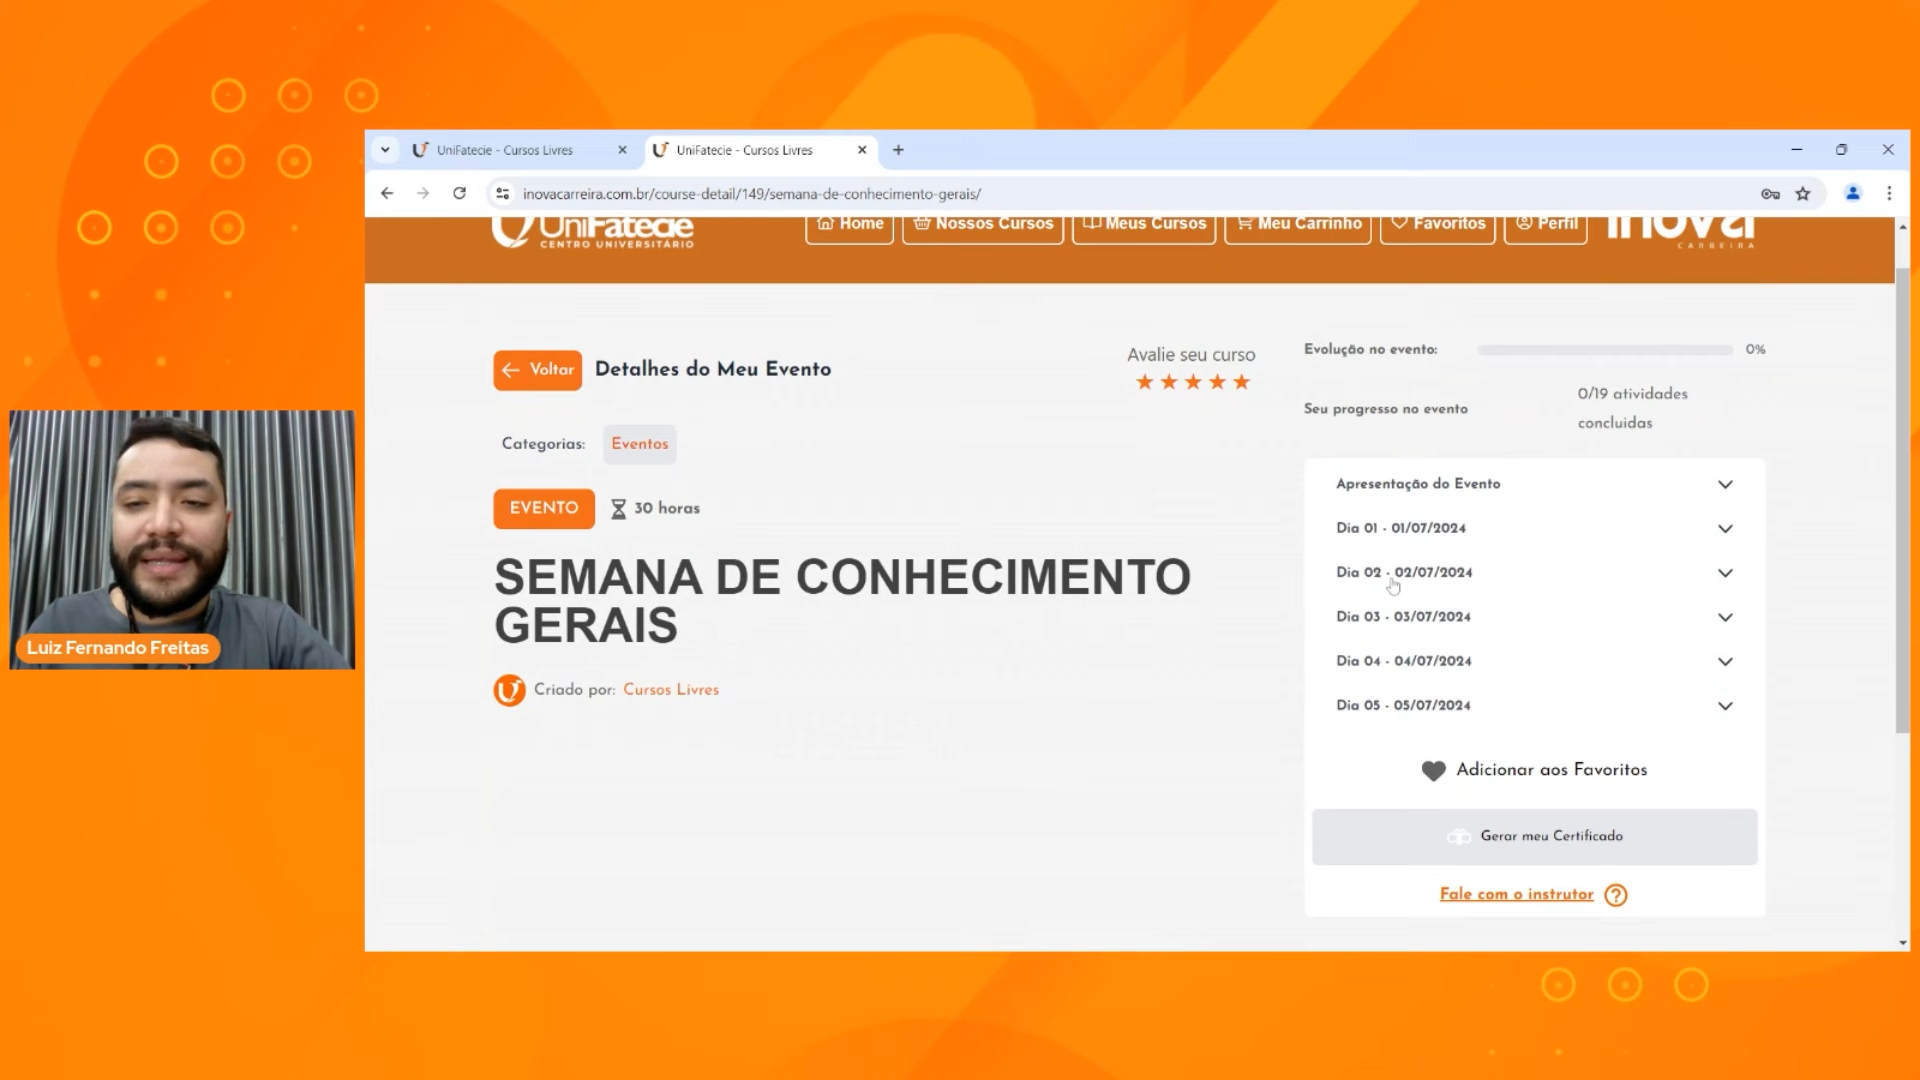 UniFatecie - Cursos Livres
UniFatecie - Cursos Livres
inovacarreira.com.br/course-detail/149/semana-de-conhecimento-gerais/
UniFatecie
CENTRO UNIVERSITÁRIO
Home
Nossos Cursos
Meus Cursos
Meu Carrinho
Favoritos
Perfil
inova
CARREIRA
Voltar
Detalhes do Meu Evento
Avalie seu curso
Categorias: Eventos
EVENTO
30 horas
SEMANA DE CONHECIMENTO
GERAIS
Criado por: Cursos Livres
Evolução no evento:
0%
Seu progresso no evento
0/19 atividades
concluidas
Apresentação do Evento
Dia 01 - 01/07/2024
Dia 02 - 02/07/2024
Dia 03 - 03/07/2024
Dia 04 - 04/07/2024
Dia 05 - 05/07/2024
Adicionar aos Favoritos
Gerar meu Certificado
Fale com o instrutor ?
Luiz Fernando Freitas